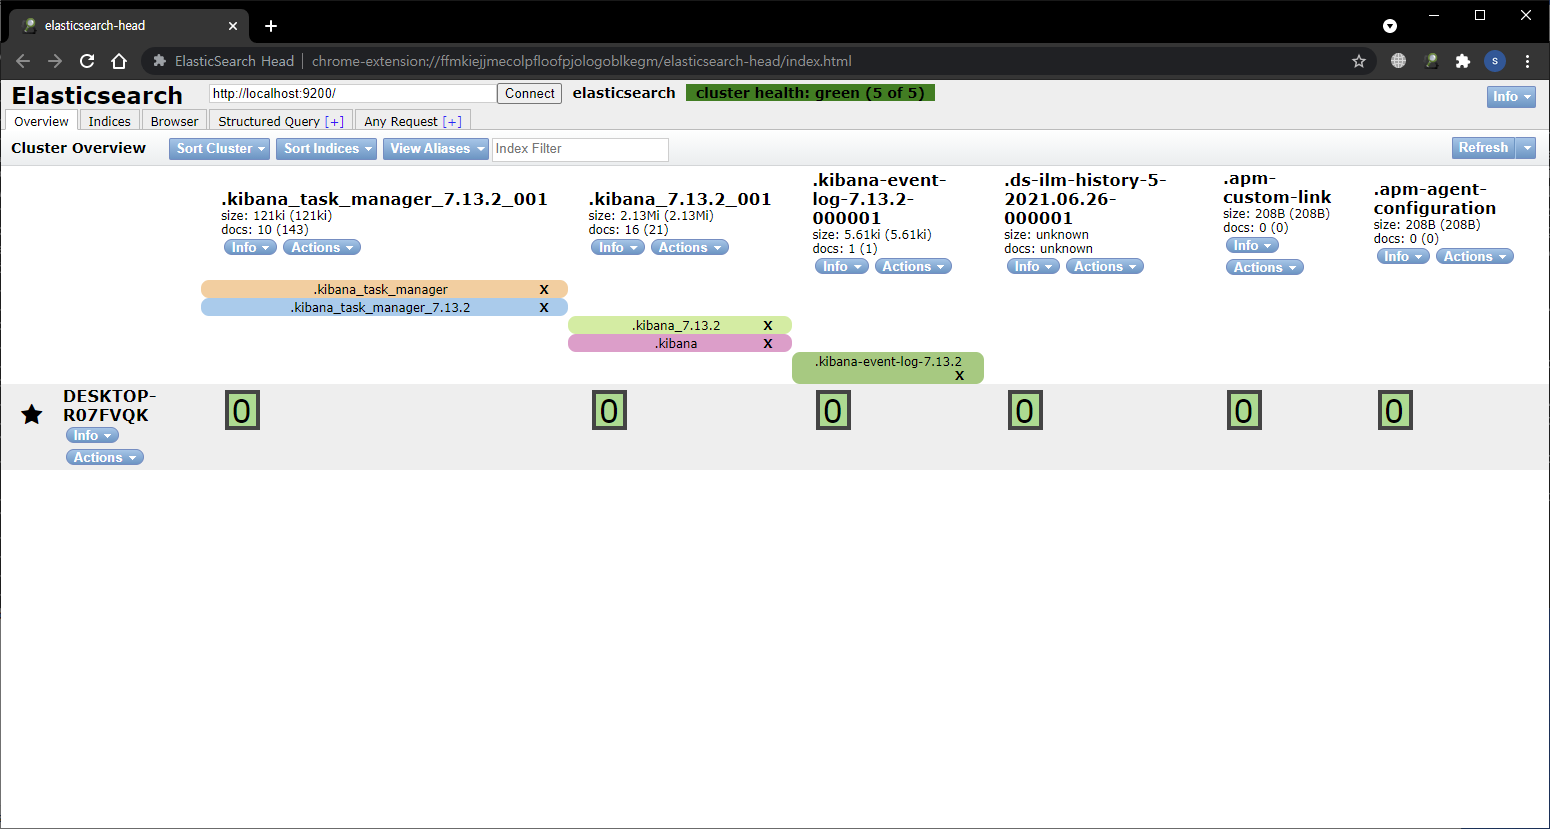 elasticsearch-head
ElasticSearch Head | chrome-extension://ffmkiejjmecolpfloofpjologoblkegm/elasticsearch-head/index.html
S
Elasticsearch
http://localhost:9200/
Connect
elasticsearch
cluster health: green (5 of 5)
Info
Overview
Indices
Browser
Structured Query [+]
Any Request [+]
Cluster Overview
Sort Cluster
Sort Indices
View Aliases
Index Filter
Refresh
.kibana_task_manager_7.13.2_001
size: 121ki (121ki)
docs: 10 (143)
Info
Actions
.kibana_7.13.2_001
size: 2.13Mi (2.13Mi)
docs: 16 (21)
Info
Actions
.kibana-event-
log-7.13.2-
000001
size: 5.61ki (5.61ki)
docs: 1 (1)
Info
Actions
.ds-ilm-history-5-
2021.06.26-
000001
size: unknown
docs: unknown
Info
Actions
.apm-
custom-link
size: 208B (208B)
docs: 0 (0)
Info
Actions
.apm-agent-
configuration
size: 208B (208B)
docs: 0 (0)
Info
Actions
.kibana_task_manager X
.kibana_task_manager_7.13.2 X
.kibana_7.13.2 X
.kibana X
.kibana-event-log-7.13.2
X
DESKTOP-
R07FVQK
Info
Actions
0
0
0
0
0
0